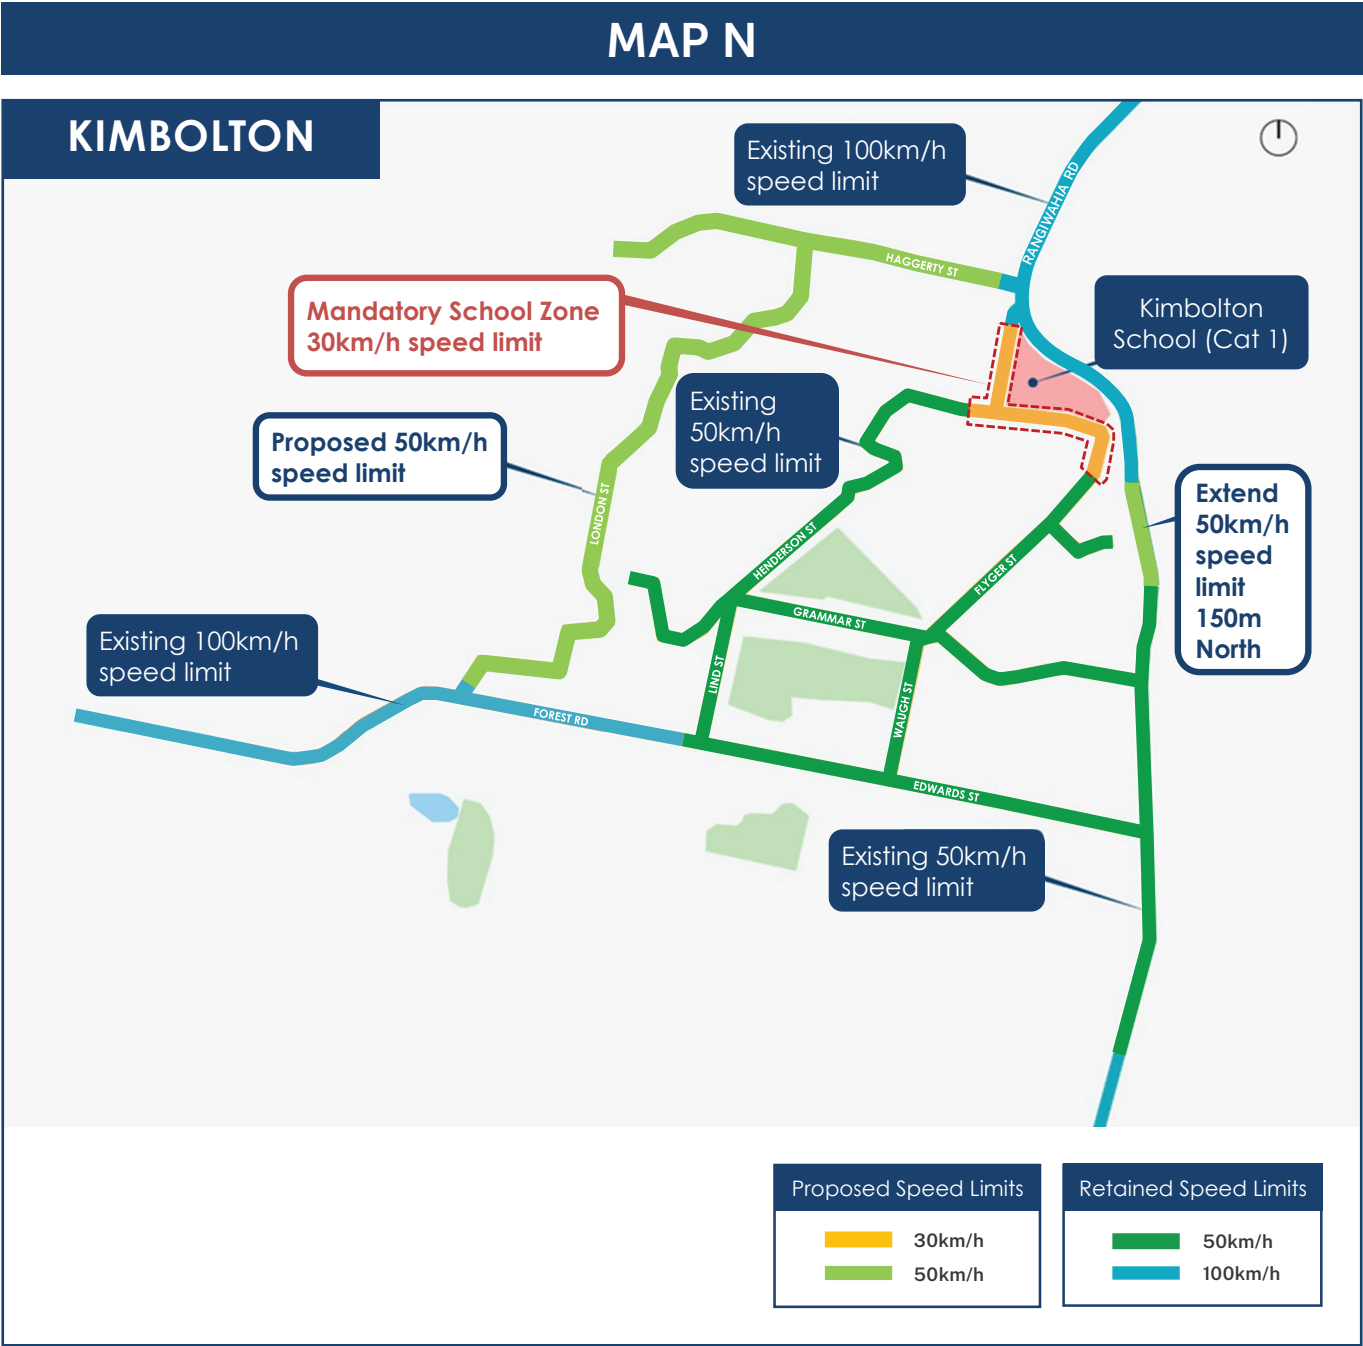 MAP N
KIMBOLTON
Existing 100km/h
speed limit
RANGIWAHIA RD
HAGGERTY ST
Mandatory School Zone
30km/h speed limit
Kimbolton
School (Cat 1)
Existing
50km/h
speed limit
Proposed 50km/h
speed limit
LONDON ST
Extend
50km/h
speed
limit
150m
North
HENDERSON ST
FLYGER ST
GRAMMAR ST
Existing 100km/h
speed limit
LIND ST
WAUGH ST
FOREST RD
EDWARDS ST
Existing 50km/h
speed limit
Proposed Speed Limits
30km/h
50km/h
Retained Speed Limits
50km/h
100km/h